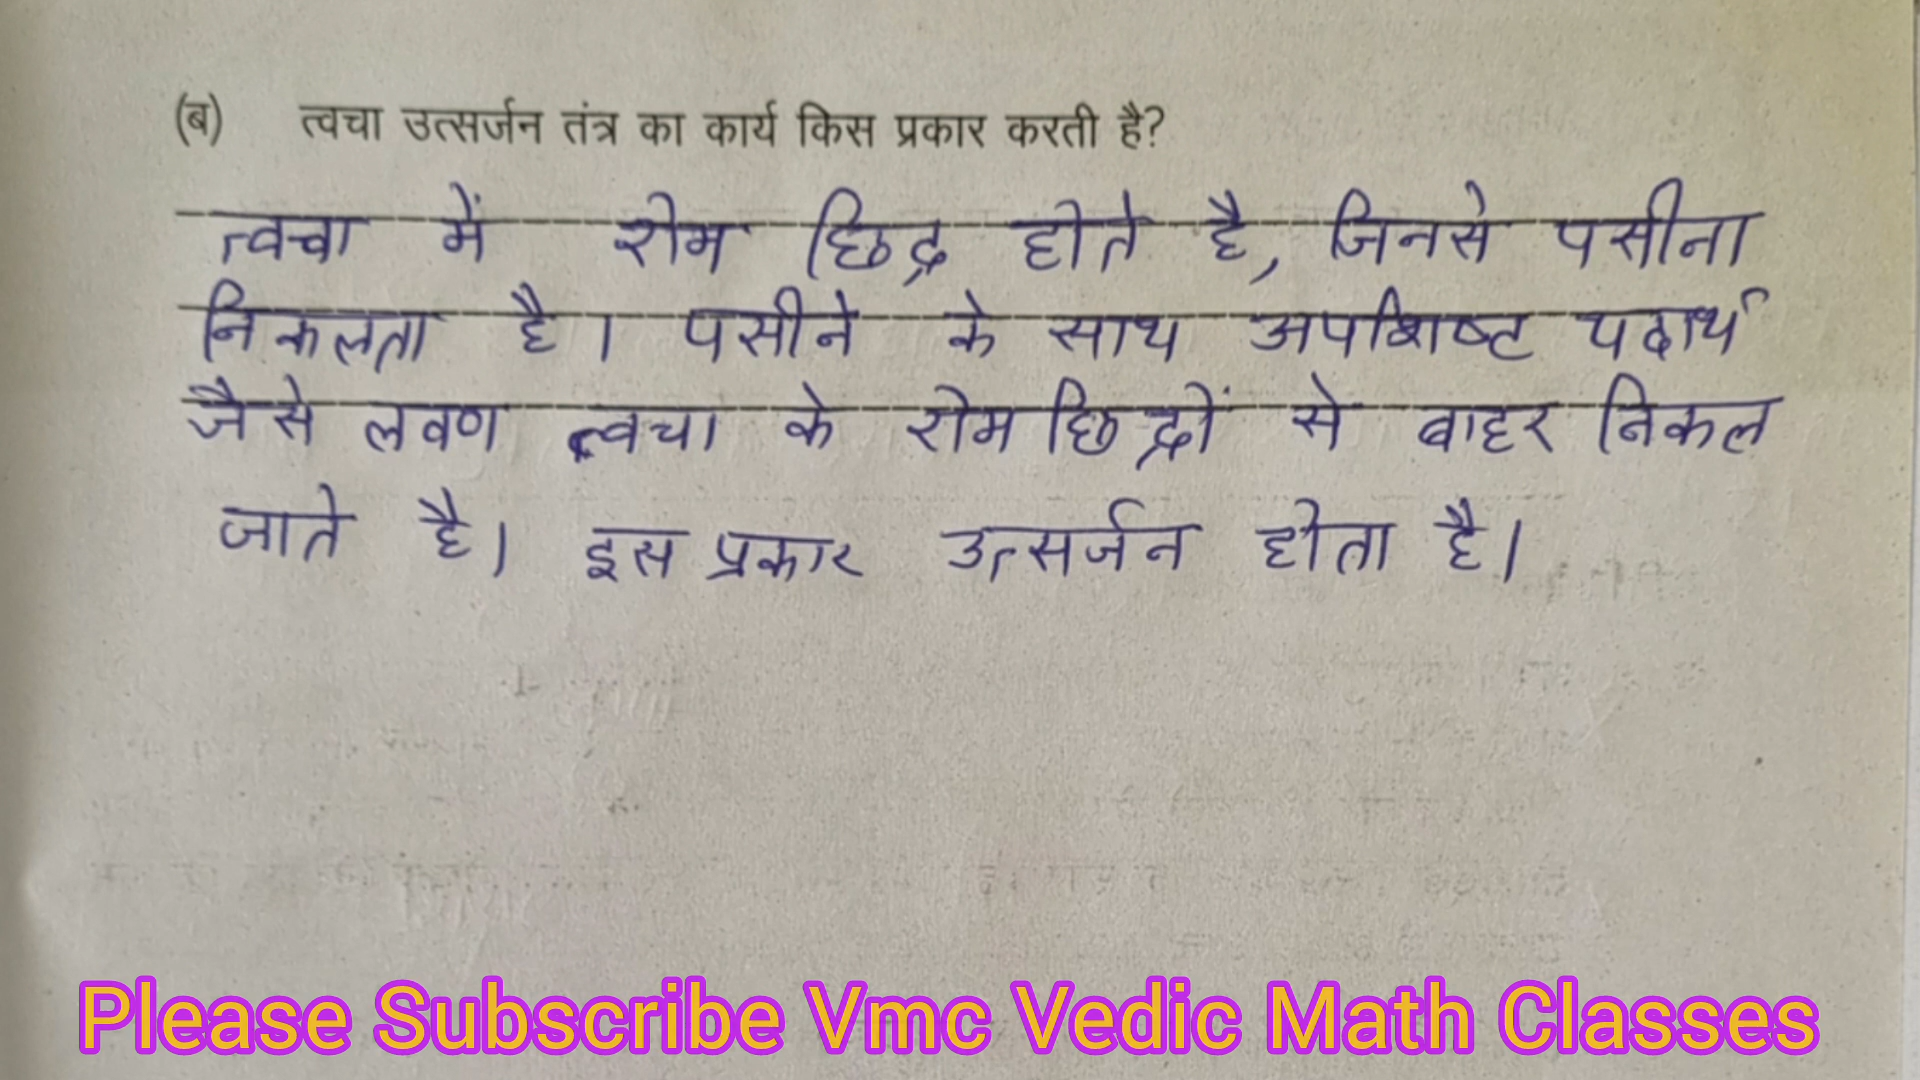 (ब) त्वचा उत्सर्जन तंत्र का कार्य किस प्रकार करती है?
त्वचा में रोम छिद्र होते है, जिनसे पसीना
निकलता है। पसीने के साथ अपशिष्ट पदार्थ
जैसे लवण त्वचा के रोम छिद्रों से बाहर निकल
जाते है। इस प्रकार उत्सर्जन होता है।
Please Subscribe Vmc Vedic Math Classes